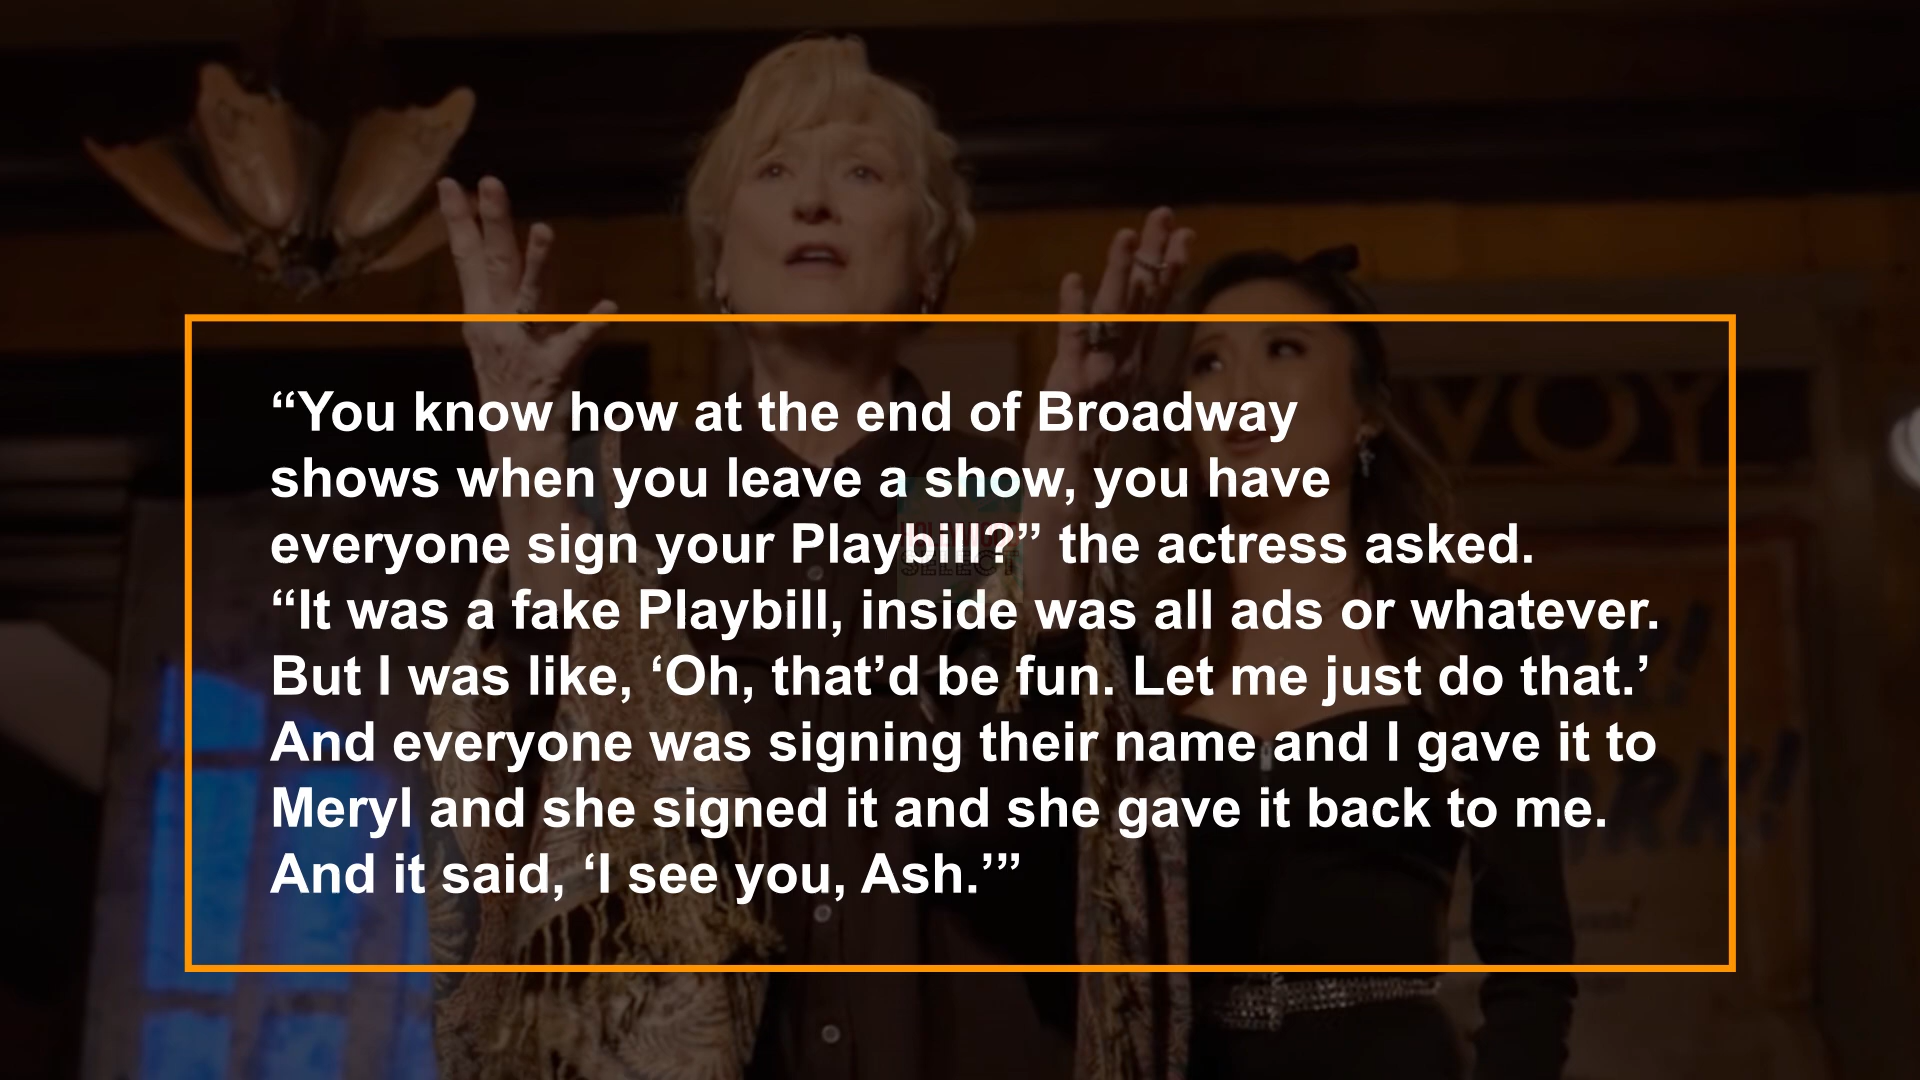 “You know how at the end of Broadway
shows when you leave a show, you have
everyone sign your Playbill?” the actress asked.
“It was a fake Playbill, inside was all ads or whatever.
But I was like, ‘Oh, that’d be fun. Let me just do that.’
And everyone was signing their name and I gave it to
Meryl and she signed it and she gave it back to me.
And it said, ‘I see you, Ash.’”
VOY
SELECT